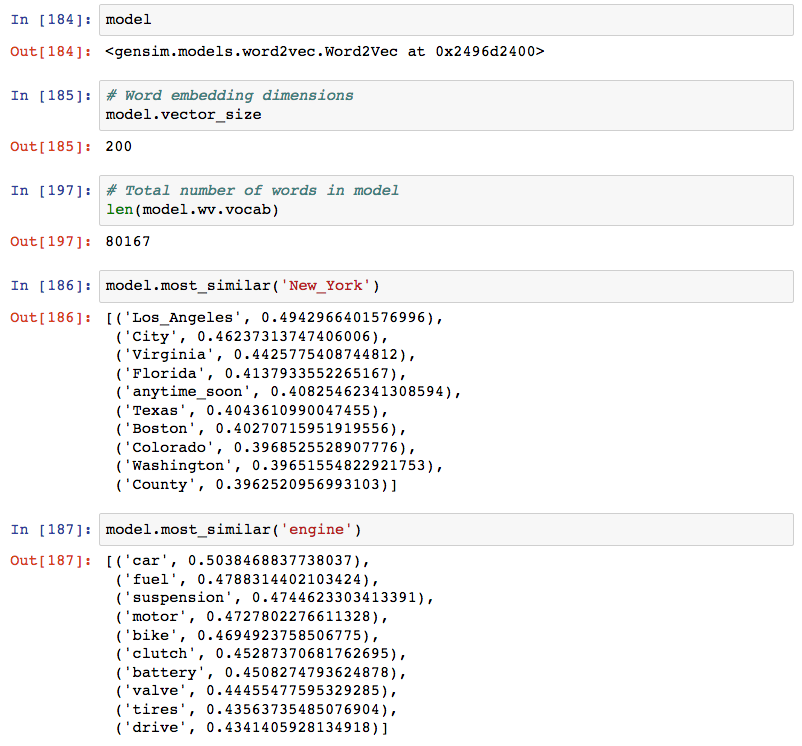 In [184]: model
Out[184]: <gensim.models.word2vec.Word2Vec at 0x2496d2400>
In [185]: # Word embedding dimensions
model.vector_size
Out[185]: 200
In [197]: # Total number of words in model
len(model.wv.vocab)
Out[197]: 80167
In [186]: model.most_similar('New_York')
Out[186]: [('Los_Angeles', 0.4942966401576996),
('City', 0.46237313747406006),
('Virginia', 0.4425775408744812),
('Florida', 0.4137933552265167),
('anytime_soon', 0.40825462341308594),
('Texas', 0.4043610990047455),
('Boston', 0.40270715951919556),
('Colorado', 0.3968525528907776),
('Washington', 0.39651554822921753),
('County', 0.3962520956993103)]
In [187]: model.most_similar('engine')
Out[187]: [('car', 0.5038468837738037),
('fuel', 0.4788314402103424),
('suspension', 0.4744623303413391),
('motor', 0.4727802276611328),
('bike', 0.4694923758506775),
('clutch', 0.45287370681762695),
('battery', 0.4508274793624878),
('valve', 0.44455477595329285),
('tires', 0.43563735485076904),
('drive', 0.4341405928134918)]